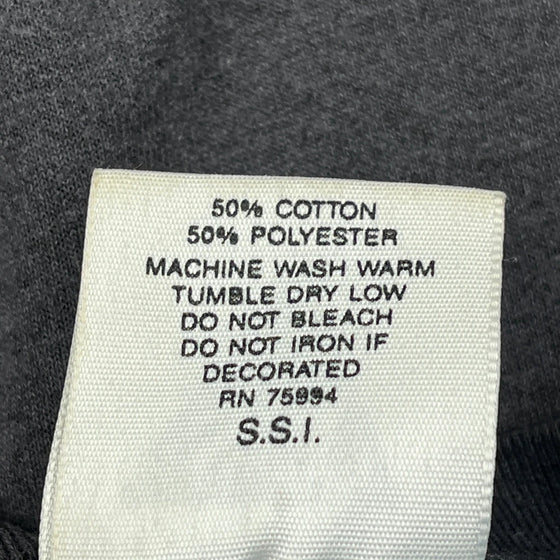 50% COTTON
50% POLYESTER
MACHINE WASH WARM
TUMBLE DRY LOW
DO NOT BLEACH
DO NOT IRON IF
DECORATED
RN 75994
S.S.I.